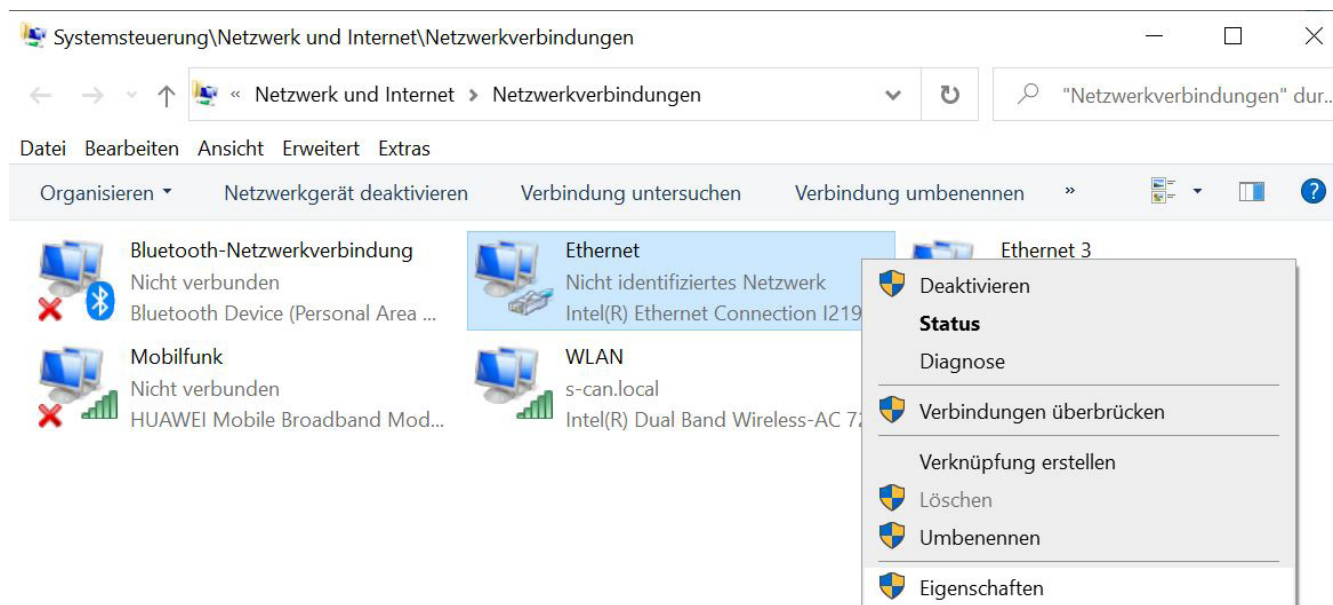 Systemsteuerung\Netzwerk und Internet\Netzwerkverbindungen
« Netzwerk und Internet > Netzwerkverbindungen
"Netzwerkverbindungen" dur...
Datei Bearbeiten Ansicht Erweitert Extras
Organisieren Netzwerkgerät deaktivieren Verbindung untersuchen Verbindung umbenennen » ?
Bluetooth-Netzwerkverbindung
Nicht verbunden
Bluetooth Device (Personal Area ...
Ethernet
Nicht identifiziertes Netzwerk
Intel(R) Ethernet Connection I219
Ethernet 3
Mobilfunk
Nicht verbunden
HUAWEI Mobile Broadband Mod...
WLAN
s-can.local
Intel(R) Dual Band Wireless-AC
Deaktivieren
Status
Diagnose
Verbindungen überbrücken
Verknüpfung erstellen
Löschen
Umbenennen
Eigenschaften